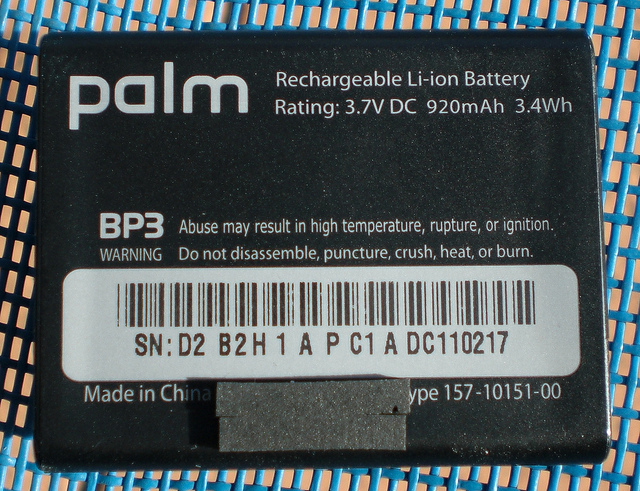 palm
Rechargeable Li-ion Battery
Rating: 3.7V DC 920mAh 3.4Wh
BP3 Abuse may result in high temperature, rupture, or ignition.
WARNING Do not disassemble, puncture, crush, heat, or burn.
SN: D2 B2H 1 A P C1 A DC110217
Made in China ype 157-10151-00